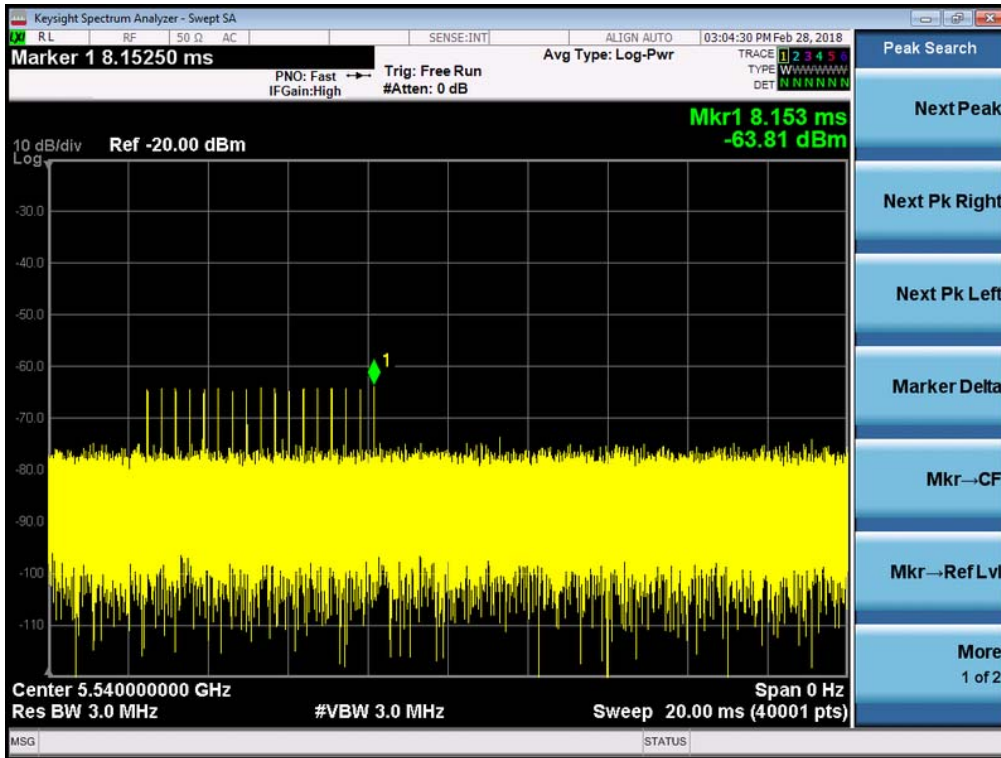 Keysight Spectrum Analyzer - Swept SA
LXI RL RF 50 Ω AC SENSE:INT ALIGN AUTO 03:04:30 PM Feb 28, 2018
Marker 1 8.15250 ms
PNO: Fast
IFGain:High
Trig: Free Run
#Atten: 0 dB
Avg Type: Log-Pwr
TRACE 1 2 3 4 5 6
TYPE WWWWWW
DET N N N N N N
Mkr1 8.153 ms
-63.81 dBm
10 dB/div Ref -20.00 dBm
Log
-30.0
-40.0
-50.0
-60.0
-70.0
-80.0
-90.0
-100
-110
1
Center 5.540000000 GHz Span 0 Hz
Res BW 3.0 MHz #VBW 3.0 MHz Sweep 20.00 ms (40001 pts)
MSG STATUS
Peak Search
Next Peak
Next Pk Right
Next Pk Left
Marker Delta
Mkr→CF
Mkr→Ref Lvl
More
1 of 2